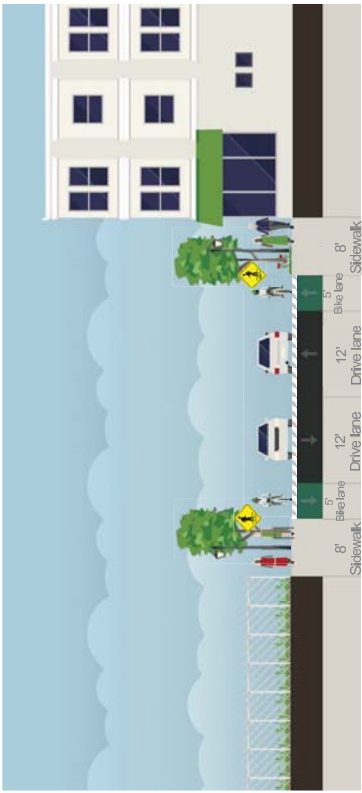 8'
Sidewalk
5'
Bike lane
12'
Drive lane
12'
Drive lane
5'
Bike lane
8'
Sidewalk